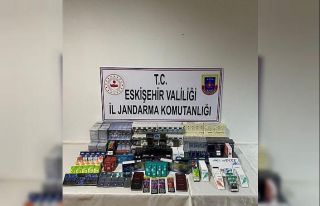 T.C.
ESKİŞEHİR VALİLİĞİ
İL JANDARMA KOMUTANLIĞI